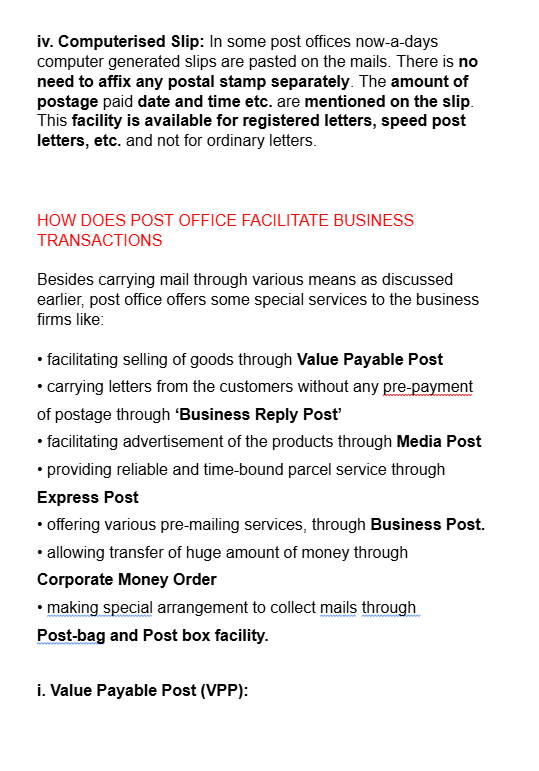 iv. Computerised Slip: In some post offices now-a-days
computer generated slips are pasted on the mails. There is no
need to affix any postal stamp separately. The amount of
postage paid date and time etc. are mentioned on the slip.
This facility is available for registered letters, speed post
letters, etc. and not for ordinary letters.
HOW DOES POST OFFICE FACILITATE BUSINESS
TRANSACTIONS
Besides carrying mail through various means as discussed
earlier, post office offers some special services to the business
firms like:
• facilitating selling of goods through Value Payable Post
• carrying letters from the customers without any pre-payment
of postage through ‘Business Reply Post’
• facilitating advertisement of the products through Media Post
• providing reliable and time-bound parcel service through
Express Post
• offering various pre-mailing services, through Business Post.
• allowing transfer of huge amount of money through
Corporate Money Order
• making special arrangement to collect mails through
Post-bag and Post box facility.
i. Value Payable Post (VPP):